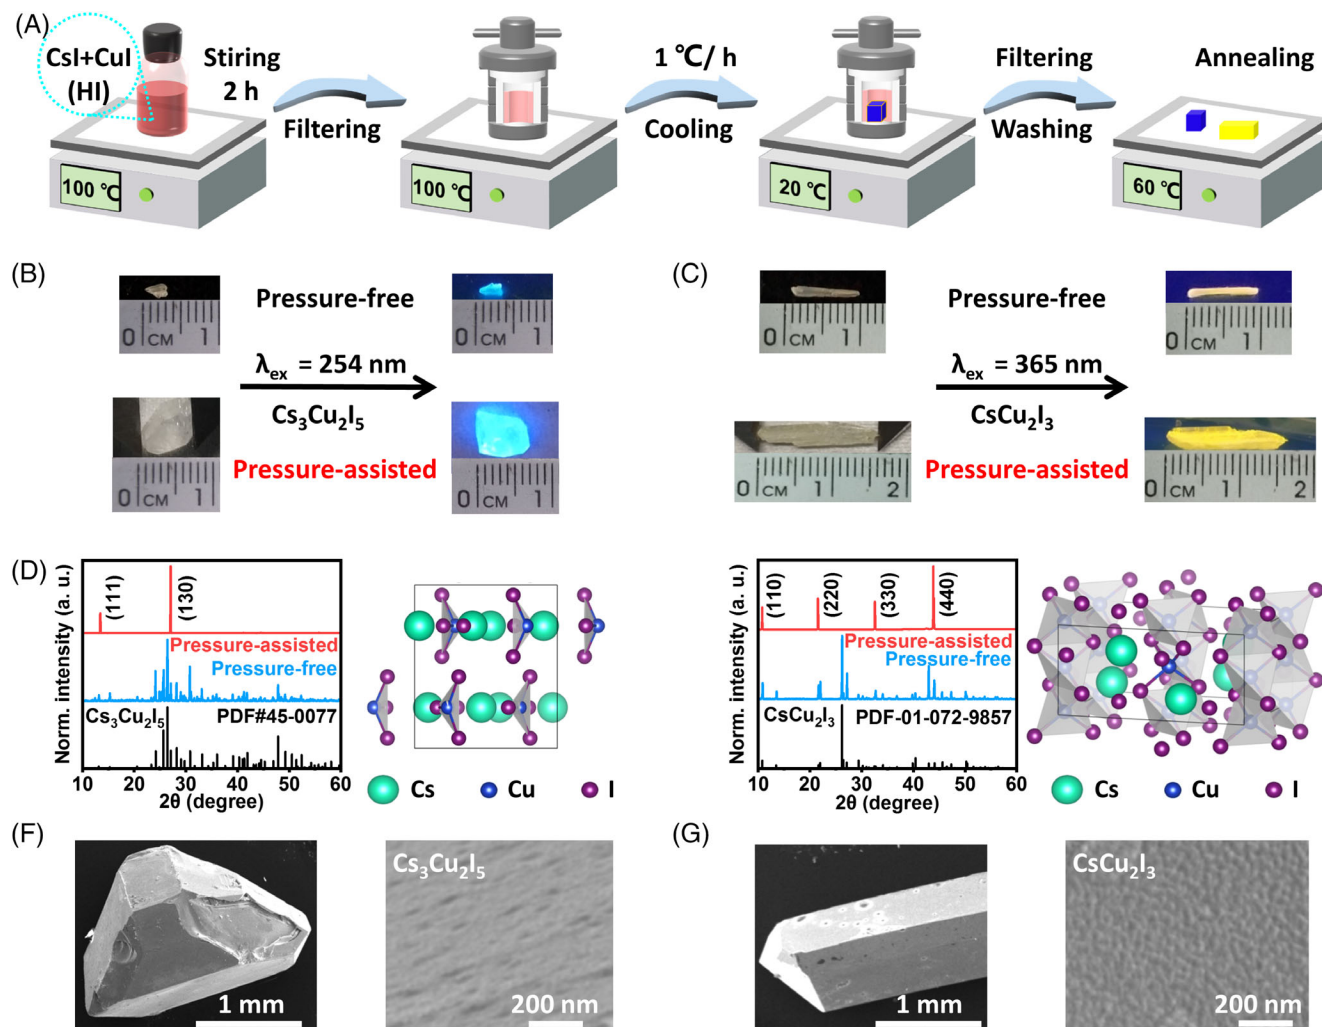 (A)
CsI+CuI
(HI)
Stiring
2 h
Filtering
1 ℃/ h
Cooling
Filtering
Washing
Annealing
100 ℃
100 ℃
20 ℃
60 ℃
(B)
Pressure-free
0 CM 1
0 CM 1
λex = 254 nm
Cs3Cu2I5
Pressure-assisted
0 CM 1
0 CM 1
(C)
Pressure-free
0 CM 1
0 CM 1
λex = 365 nm
CsCu2I3
Pressure-assisted
0 CM 1 2
0 CM 1 2
(D)
Norm. intensity (a. u.)
(111)
(130)
Pressure-assisted
Pressure-free
Cs3Cu2I5
PDF#45-0077
10 20 30 40 50 60
2θ (degree)
Cs Cu I
Norm. intensity (a. u.)
(110)
(220)
(330)
(440)
Pressure-assisted
Pressure-free
CsCu2I3
PDF-01-072-9857
10 20 30 40 50 60
2θ (degree)
Cs Cu I
(F)
1 mm
Cs3Cu2I5
200 nm
(G)
1 mm
CsCu2I3
200 nm